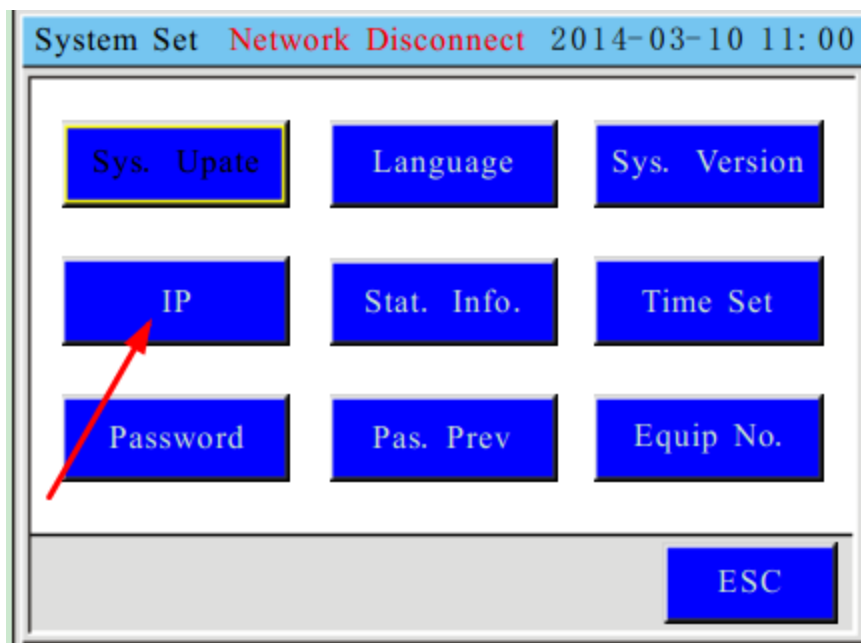 System Set Network Disconnect 2014-03-10 11:00
Sys. Upate Language Sys. Version
IP Stat. Info. Time Set
Password Pas. Prev Equip No.
ESC